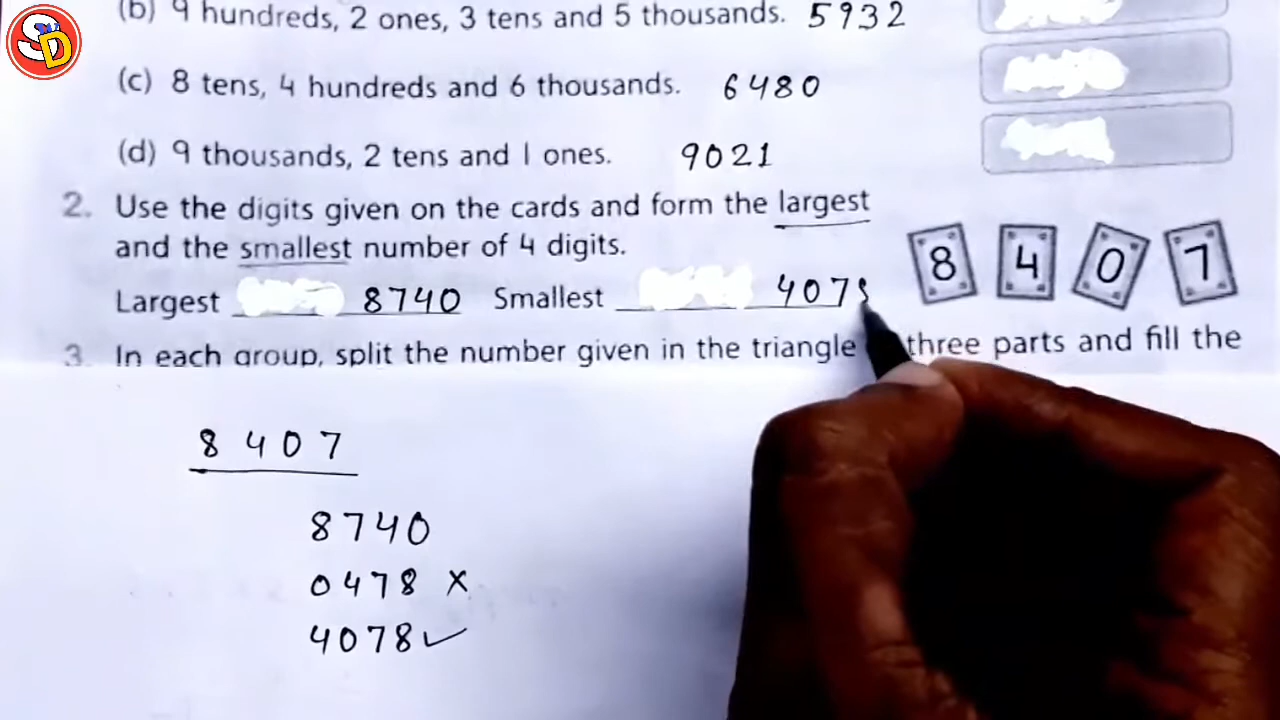 SD
(b) 9 hundreds, 2 ones, 3 tens and 5 thousands. 5932
(c) 8 tens, 4 hundreds and 6 thousands. 6480
(d) 9 thousands, 2 tens and 1 ones. 9021
2. Use the digits given on the cards and form the largest
and the smallest number of 4 digits.
8 4 0 7
Largest 8740 Smallest 4078
3. In each group, split the number given in the triangle three parts and fill the
8 4 0 7
8740
0478 ×
4078 ✓